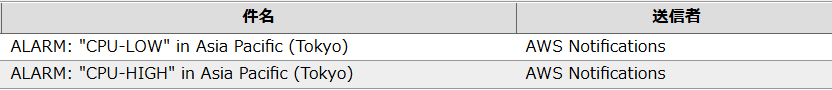 件名 送信者
ALARM: "CPU-LOW" in Asia Pacific (Tokyo) AWS Notifications
ALARM: "CPU-HIGH" in Asia Pacific (Tokyo) AWS Notifications